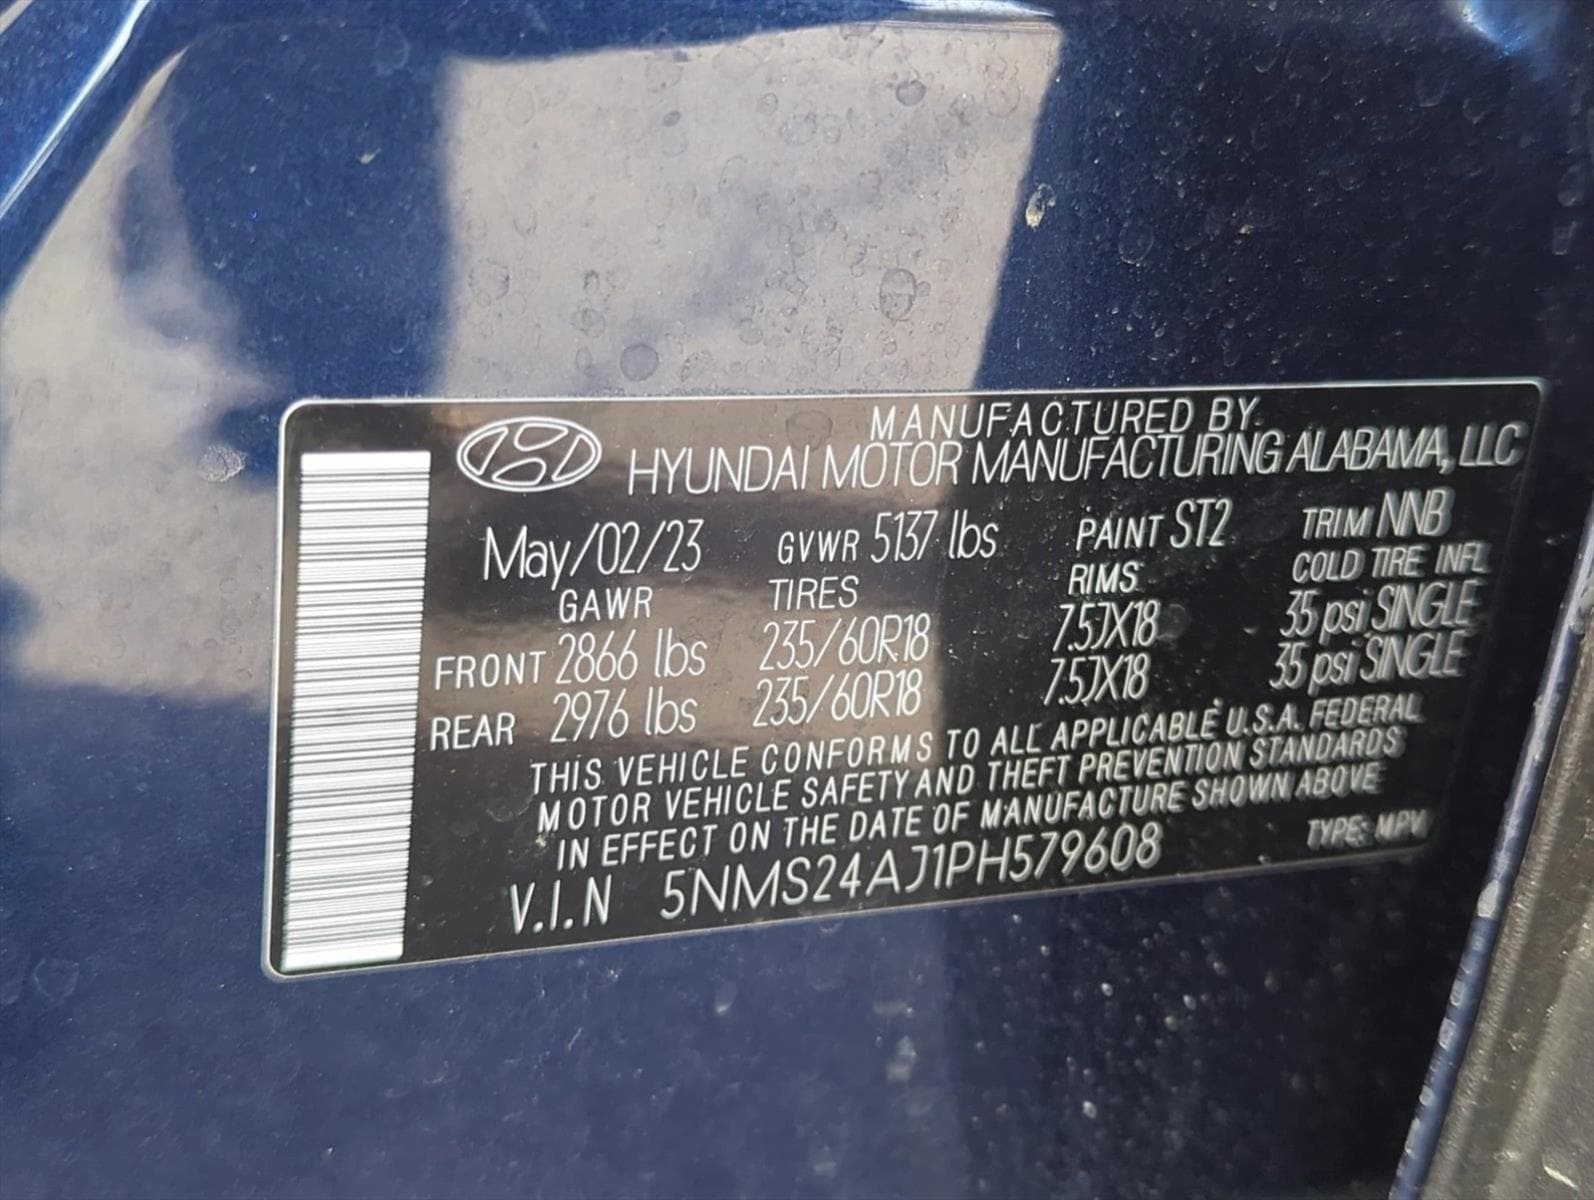 MANUFACTURED BY
HYUNDAI MOTOR MANUFACTURING ALABAMA, LLC
May/02/23 GVWR 5137 lbs PAINT ST2 TRIM NNB
GAWR TIRES RIMS COLD TIRE INFL
FRONT 2866 lbs 235/60R18 7.5JX18 35 psi SINGLE
REAR 2976 lbs 235/60R18 7.5JX18 35 psi SINGLE
THIS VEHICLE CONFORMS TO ALL APPLICABLE U.S.A. FEDERAL
MOTOR VEHICLE SAFETY AND THEFT PREVENTION STANDARDS
IN EFFECT ON THE DATE OF MANUFACTURE SHOWN ABOVE
V.I.N 5NMS24AJ1PH579608 TYPE: MPV